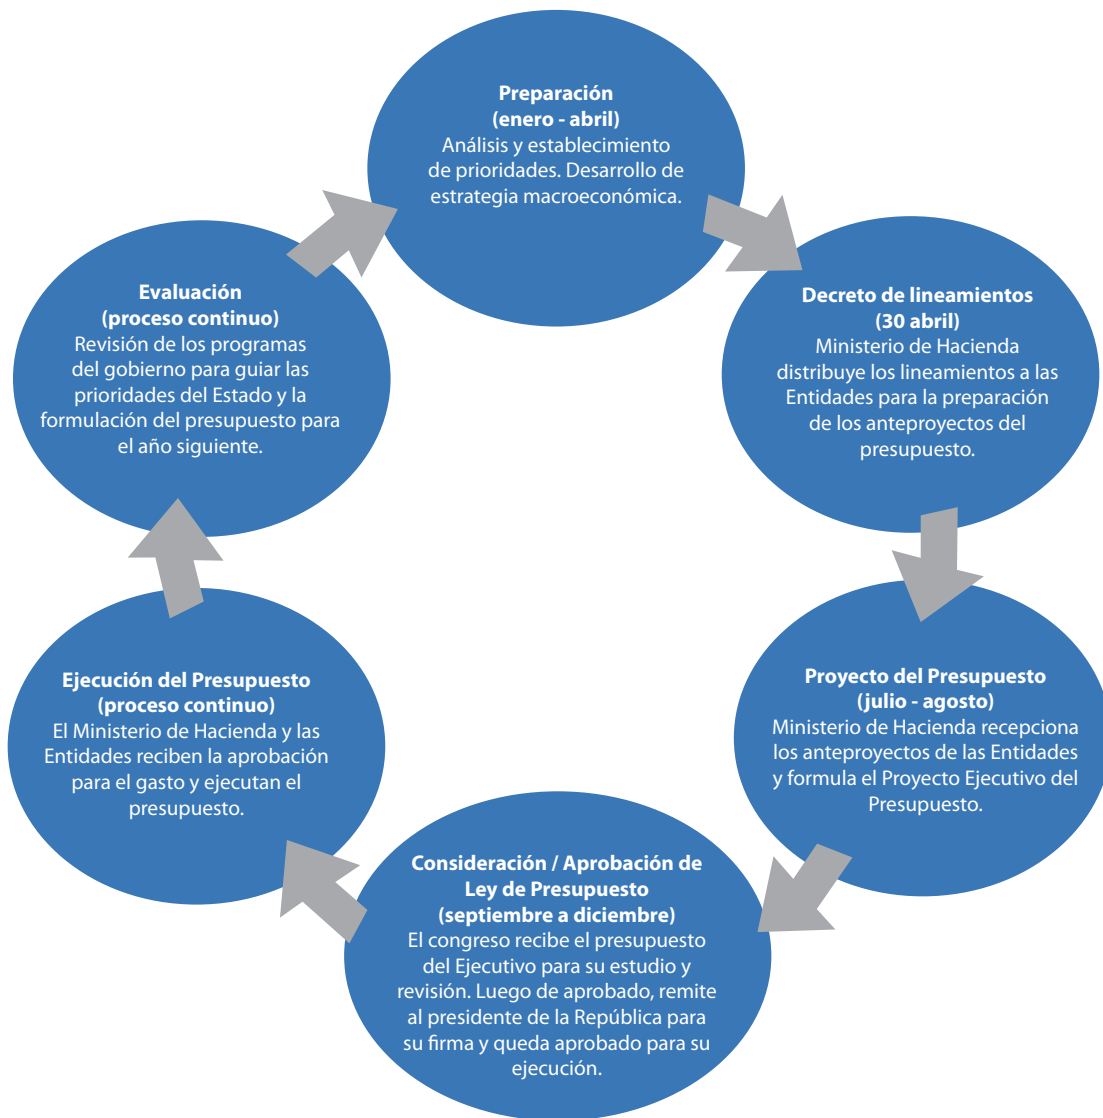 Preparación
(enero - abril)
Análisis y establecimiento
de prioridades. Desarrollo de
estrategia macroeconómica.
Decreto de lineamientos
(30 abril)
Ministerio de Hacienda
distribuye los lineamientos a las
Entidades para la preparación
de los anteproyectos del
presupuesto.
Proyecto del Presupuesto
(julio - agosto)
Ministerio de Hacienda recepciona
los anteproyectos de las Entidades
y formula el Proyecto Ejecutivo del
Presupuesto.
Consideración / Aprobación de
Ley de Presupuesto
(septiembre a diciembre)
El congreso recibe el presupuesto
del Ejecutivo para su estudio y
revisión. Luego de aprobado, remite
al presidente de la República para
su firma y queda aprobado para su
ejecución.
Ejecución del Presupuesto
(proceso continuo)
El Ministerio de Hacienda y las
Entidades reciben la aprobación
para el gasto y ejecutan el
presupuesto.
Evaluación
(proceso continuo)
Revisión de los programas
del gobierno para guiar las
prioridades del Estado y la
formulación del presupuesto para
el año siguiente.